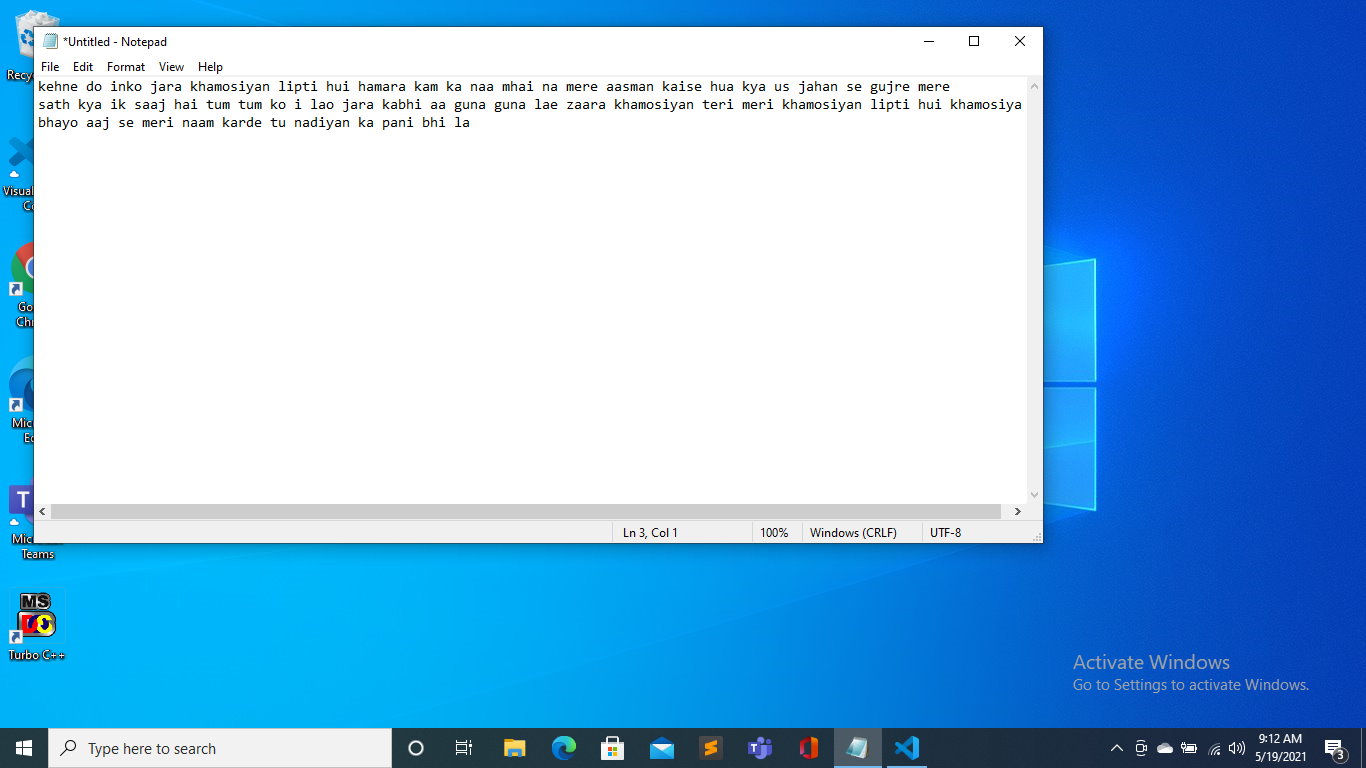 *Untitled - Notepad
File Edit Format View Help
kehne do inko jara khamosiyan lipti hui hamara kam ka naa mhai na mere aasman kaise hua kya us jahan se gujre mere
sath kya ik saaj hai tum tum ko i lao jara kabhi aa guna guna lae zaara khamosiyan teri meri khamosiyan lipti hui khamosiya
bhayo aaj se meri naam karde tu nadiyan ka pani bhi la
Ln 3, Col 1 100% Windows (CRLF) UTF-8
Recy
Visual
Co
Go
Chr
Mic
Ed
T
Mic
Teams
MS
Turbo C++
Activate Windows
Go to Settings to activate Windows.
Type here to search
9:12 AM
5/19/2021
3